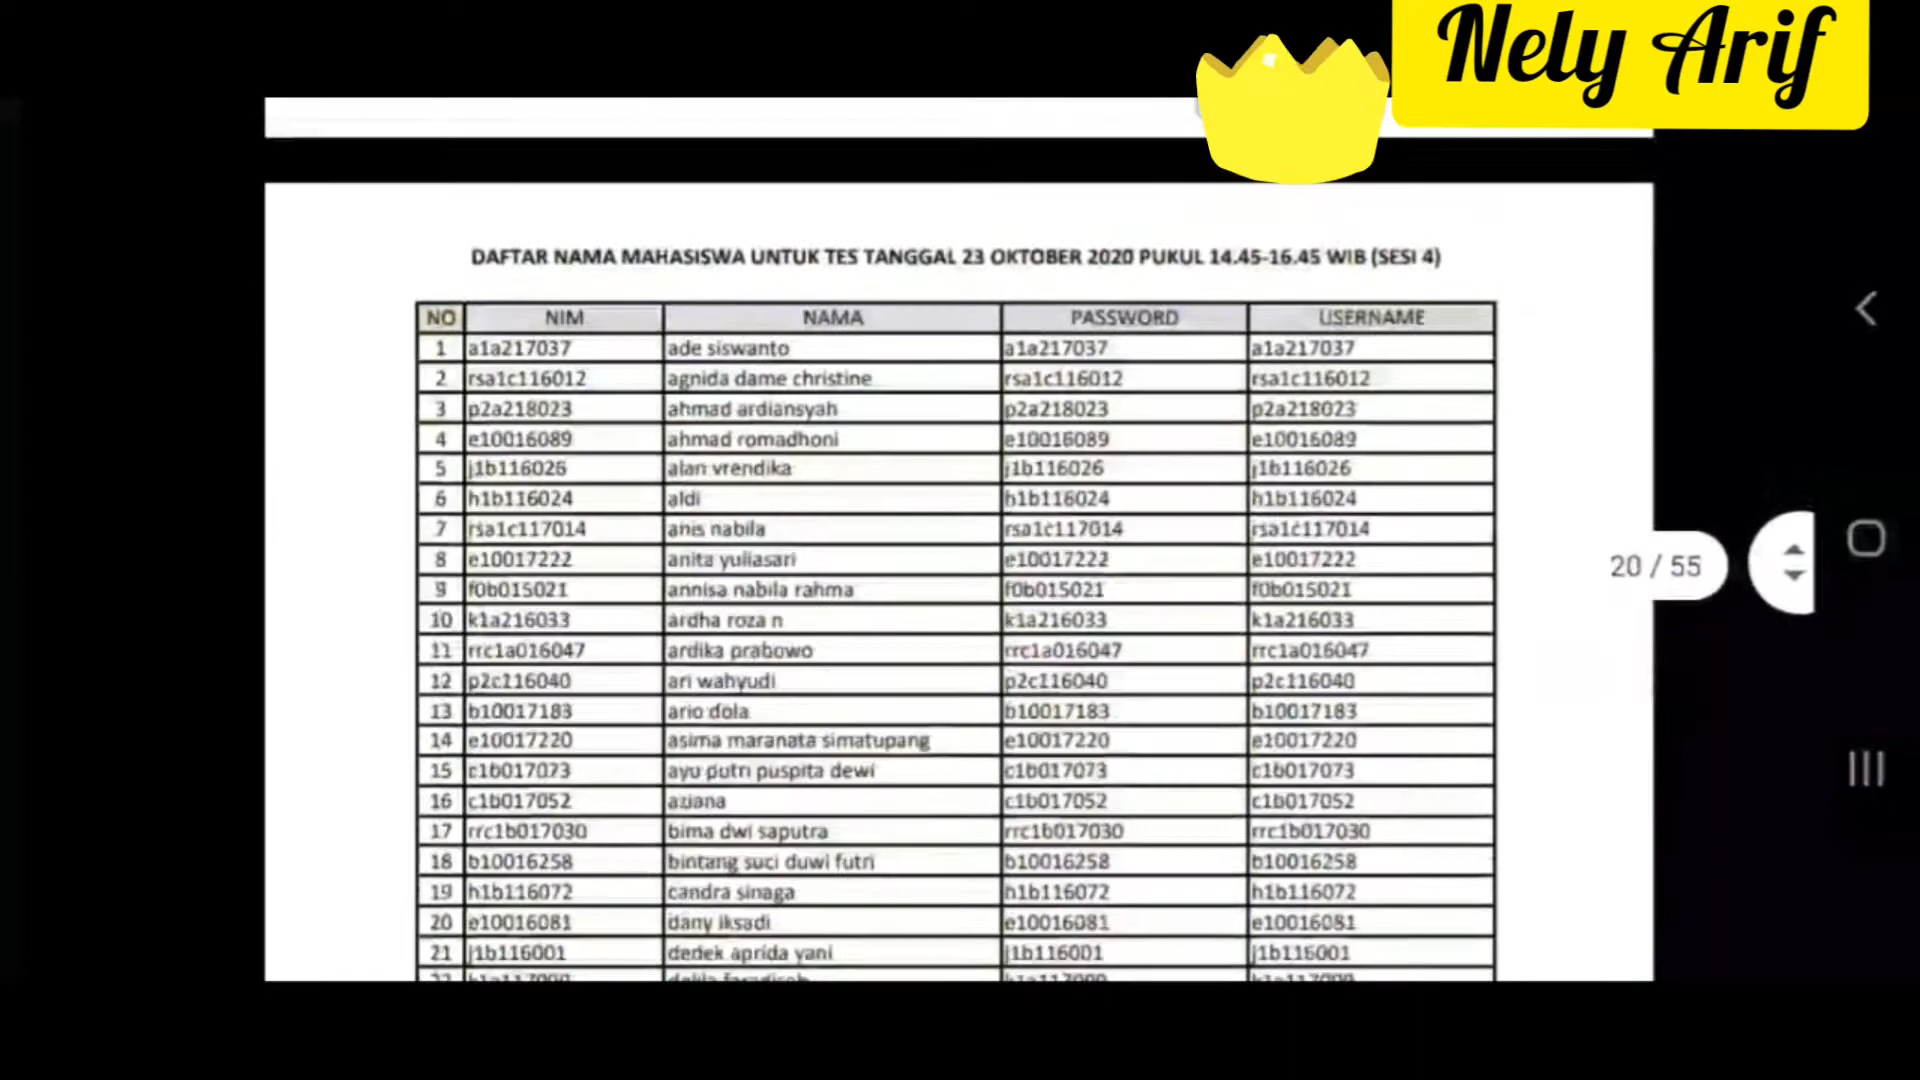 Nely Arif
DAFTAR NAMA MAHASISWA UNTUK TES TANGGAL 23 OKTOBER 2020 PUKUL 14.45-16.45 WIB (SESI 4)
NO NIM NAMA PASSWORD USERNAME
1 a1a217037 ade siswanto a1a217037 a1a217037
2 rsa1c116012 agnida dame christine rsa1c116012 rsa1c116012
3 p2a218023 ahmad ardiansyah p2a218023 p2a218023
4 e10016089 ahmad romadhoni e10016089 e10016089
5 j1b116026 alan vrendika j1b116026 j1b116026
6 h1b116024 aldi h1b116024 h1b116024
7 rsa1c117014 anis nabila rsa1c117014 rsa1c117014
8 e10017222 anita yuliasari e10017222 e10017222
9 f0b015021 annisa nabila rahma f0b015021 f0b015021
10 k1a216033 ardha roza n k1a216033 k1a216033
11 rrc1a016047 ardika prabowo rrc1a016047 rrc1a016047
12 p2c116040 ari wahyudi p2c116040 p2c116040
13 b10017183 ario dola b10017183 b10017183
14 e10017220 asima maranata simatupang e10017220 e10017220
15 c1b017073 ayu putri puspita dewi c1b017073 c1b017073
16 c1b017052 aziana c1b017052 c1b017052
17 rrc1b017030 bima dwi saputra rrc1b017030 rrc1b017030
18 b10016258 bintang suci duwi futri b10016258 b10016258
19 h1b116072 candra sinaga h1b116072 h1b116072
20 e10016081 dany iksadi e10016081 e10016081
21 j1b116001 dedek aprida yani j1b116001 j1b116001
20 / 55